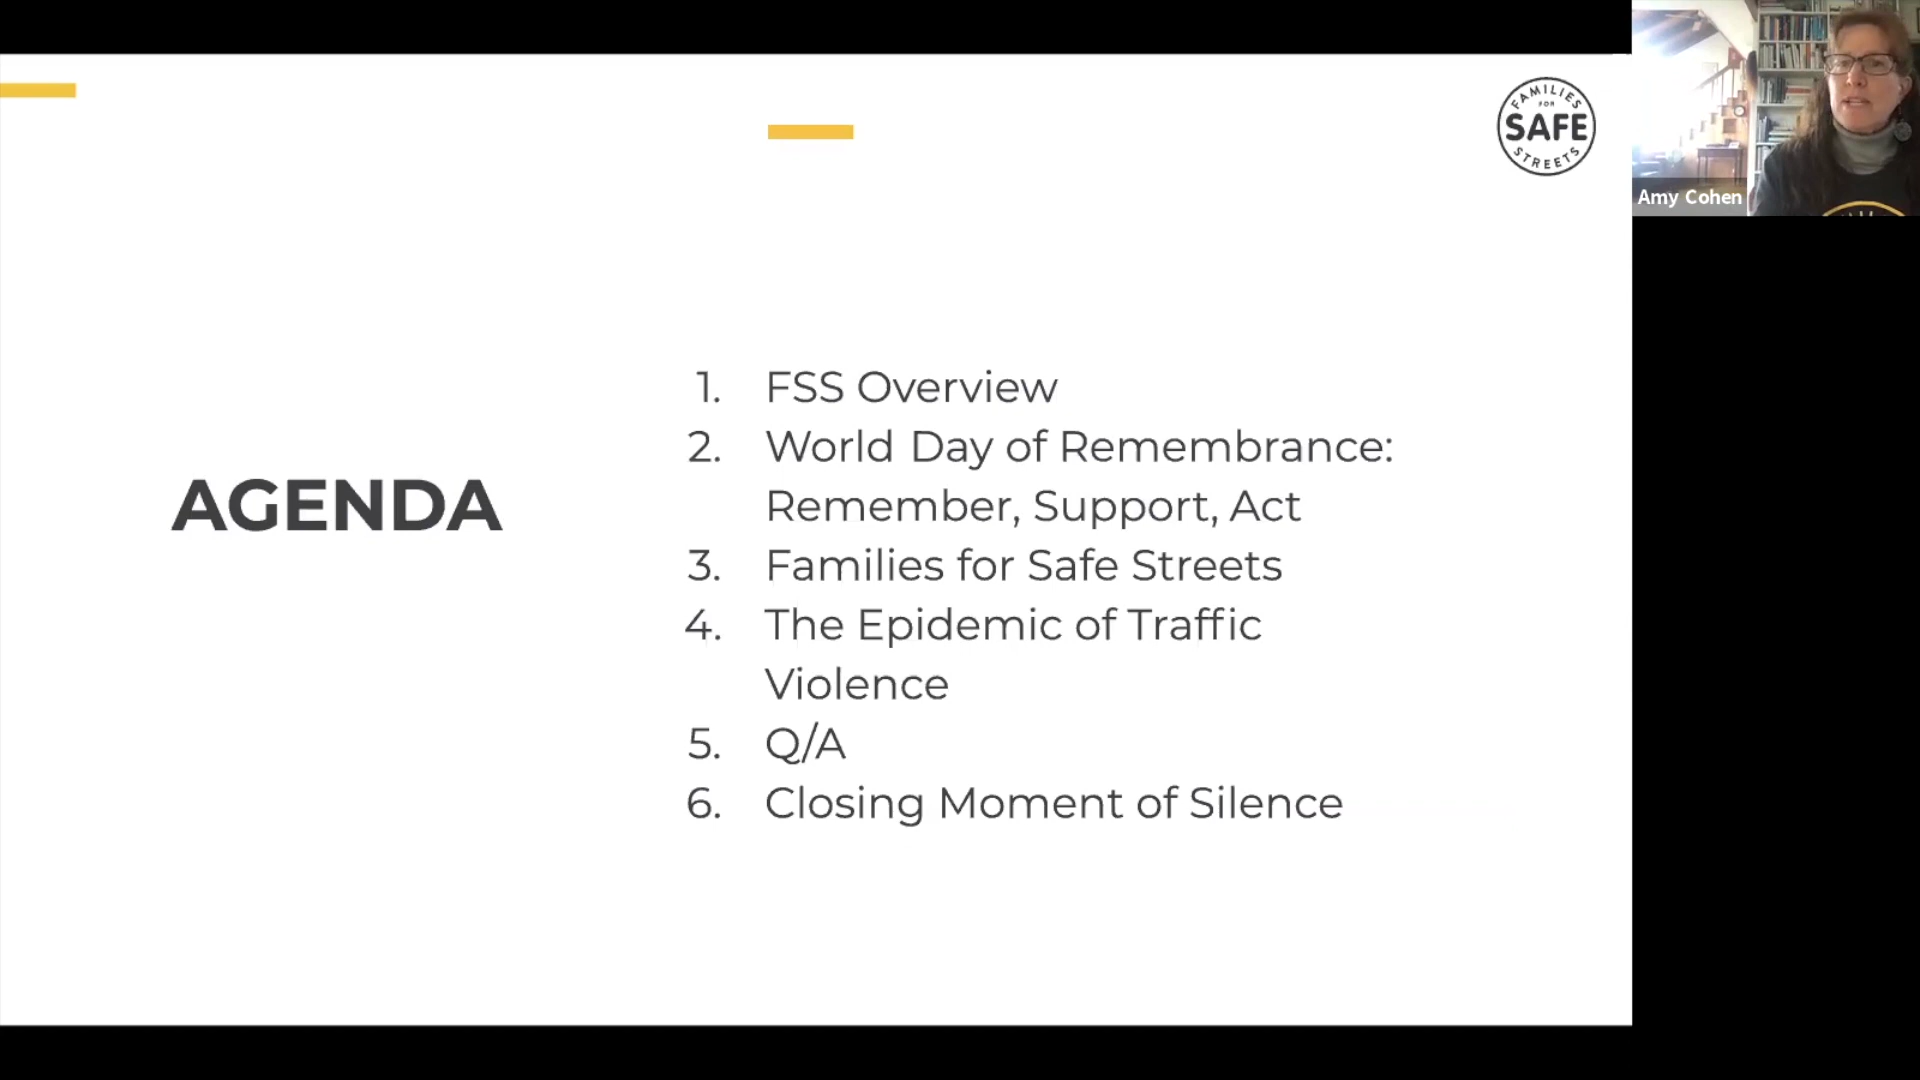 FAMILIES
FOR
SAFE
STREETS
Amy Cohen
AGENDA
1. FSS Overview
2. World Day of Remembrance:
Remember, Support, Act
3. Families for Safe Streets
4. The Epidemic of Traffic
Violence
5. Q/A
6. Closing Moment of Silence